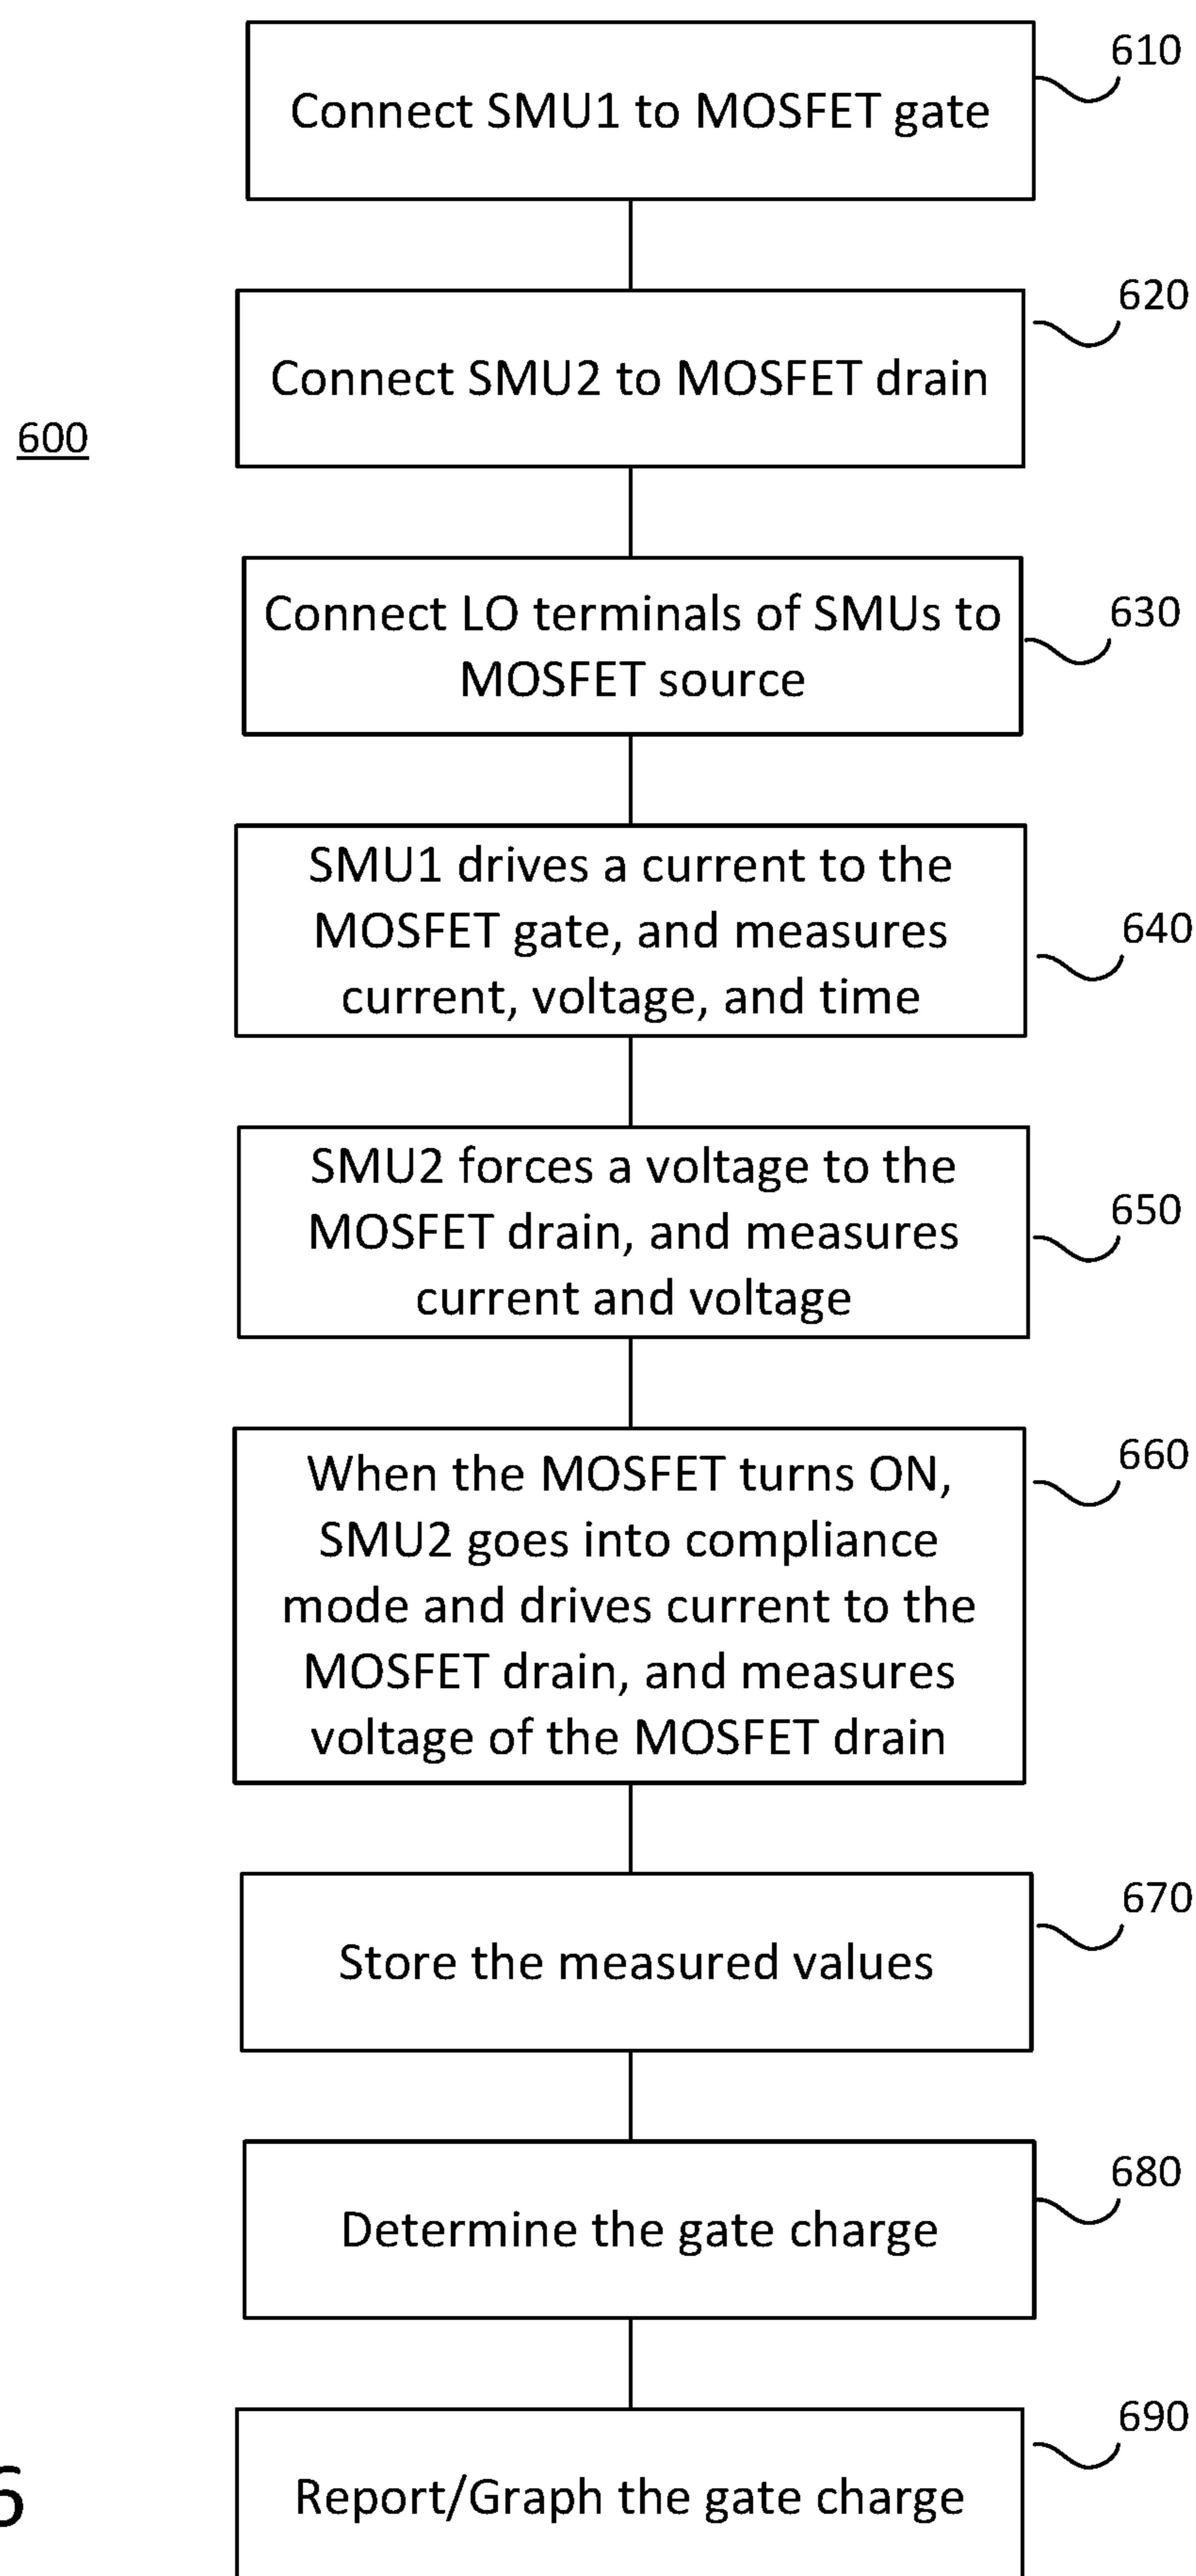 610
Connect SMU1 to MOSFET gate
620
Connect SMU2 to MOSFET drain
600
630
Connect LO terminals of SMUs to
MOSFET source
640
SMU1 drives a current to the
MOSFET gate, and measures
current, voltage, and time
650
SMU2 forces a voltage to the
MOSFET drain, and measures
current and voltage
660
When the MOSFET turns ON,
SMU2 goes into compliance
mode and drives current to the
MOSFET drain, and measures
voltage of the MOSFET drain
670
Store the measured values
680
Determine the gate charge
690
Report/Graph the gate charge
6